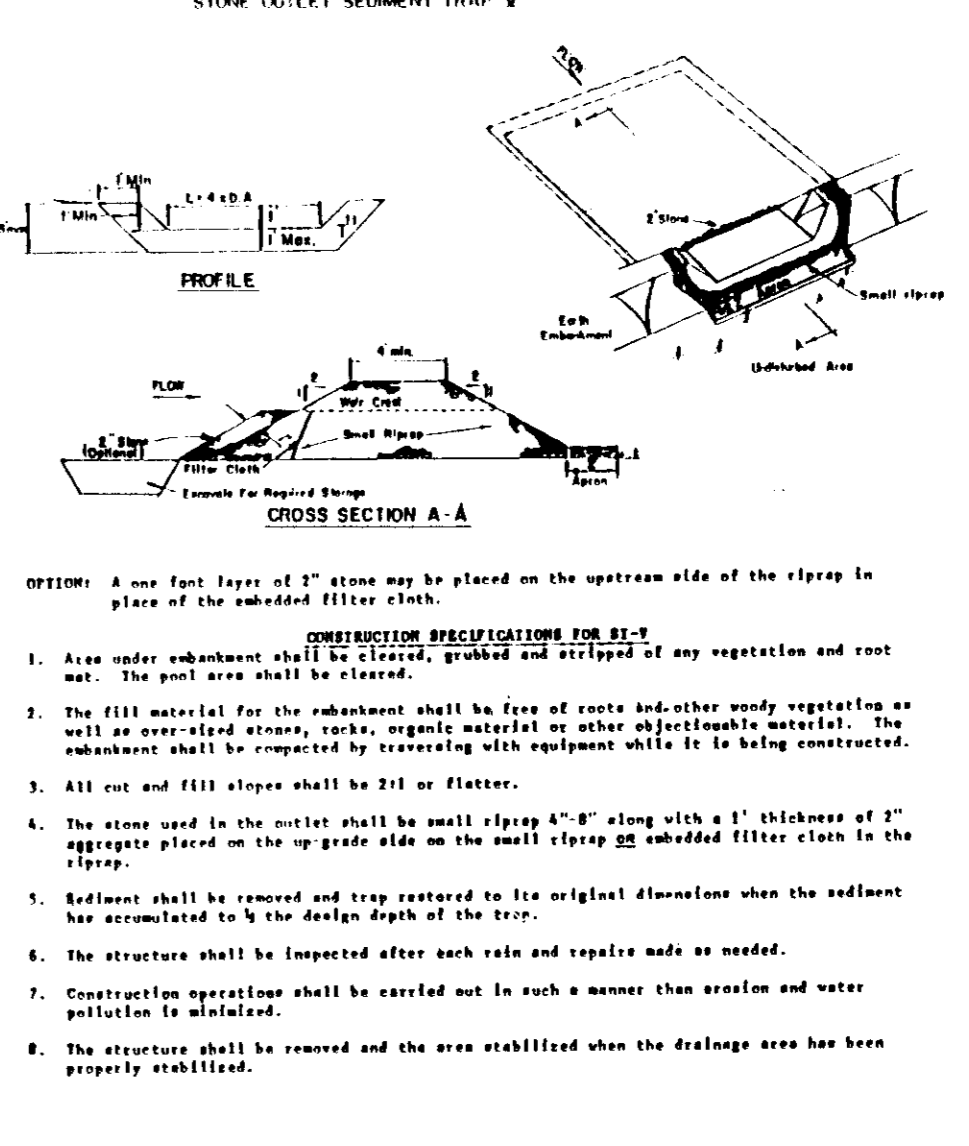 STONE OUTLET SEDIMENT TRAP
FLOW
A
1' Min
L = 4 x D.A
1'
1' Min
1' Max.
PROFILE
2" Stone
Small riprap
Earth
Embankment
Apron
A
Undisturbed Area
4' min.
2
2
1
FLOW
Weir Crest
2" Stone
(Optional)
Small Riprap
Filter Cloth
Apron
Excavate For Required Storage
CROSS SECTION A-A
OPTION: A one foot layer of 2" stone may be placed on the upstream side of the riprap in
place of the embedded filter cloth.
CONSTRUCTION SPECIFICATIONS FOR ST-V
1. Area under embankment shall be cleared, grubbed and stripped of any vegetation and root
mat. The pool area shall be cleared.
2. The fill material for the embankment shall be free of roots and other woody vegetation as
well as over-sized stones, rocks, organic material or other objectionable material. The
embankment shall be compacted by traversing with equipment while it is being constructed.
3. All cut and fill slopes shall be 2:1 or flatter.
4. The stone used in the outlet shall be small riprap 4"-8" along with a 1' thickness of 2"
aggregate placed on the up-grade side on the small riprap OR embedded filter cloth in the
riprap.
5. Sediment shall be removed and trap restored to its original dimensions when the sediment
has accumulated to ½ the design depth of the trap.
6. The structure shall be inspected after each rain and repairs made as needed.
7. Construction operations shall be carried out in such a manner than erosion and water
pollution is minimized.
8. The structure shall be removed and the area stabilized when the drainage area has been
properly stabilized.